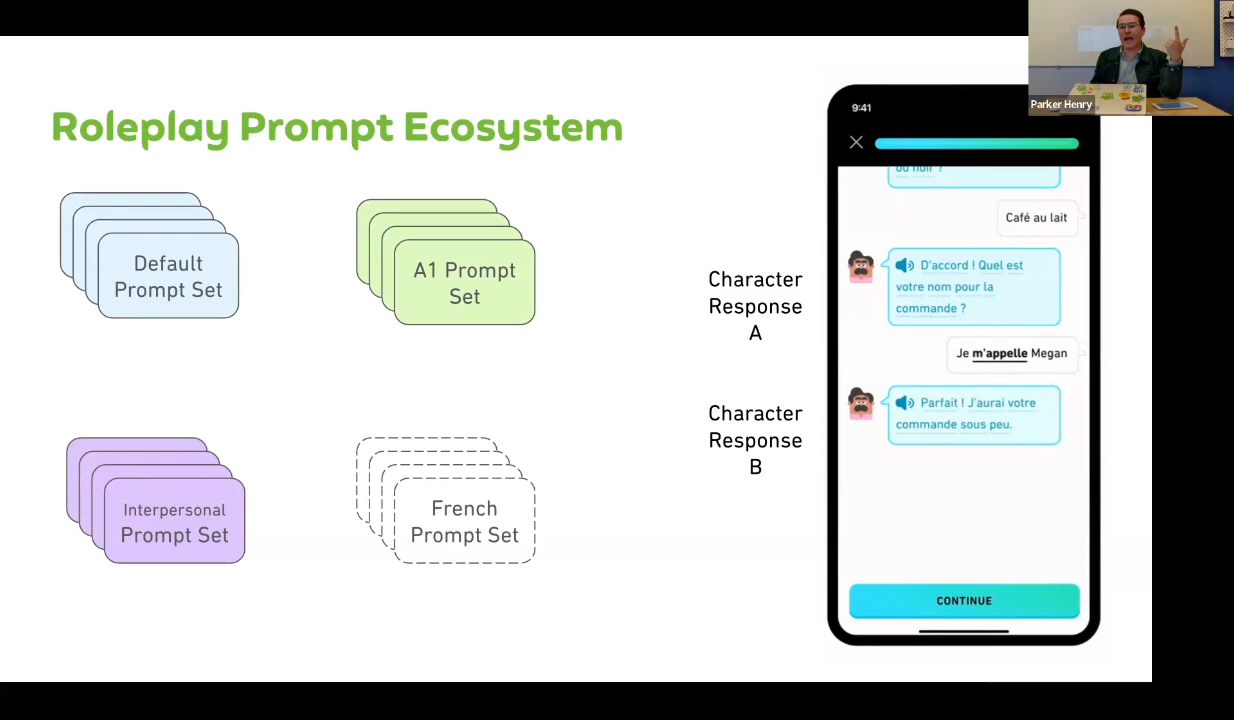 Roleplay Prompt Ecosystem
Default
Prompt Set
A1 Prompt
Set
Interpersonal
Prompt Set
French
Prompt Set
Character
Response
A
Character
Response
B
9:41
ou noir ?
Café au lait
D'accord ! Quel est
votre nom pour la
commande ?
Je m'appelle Megan
Parfait ! J'aurai votre
commande sous peu.
CONTINUE
Parker Henry